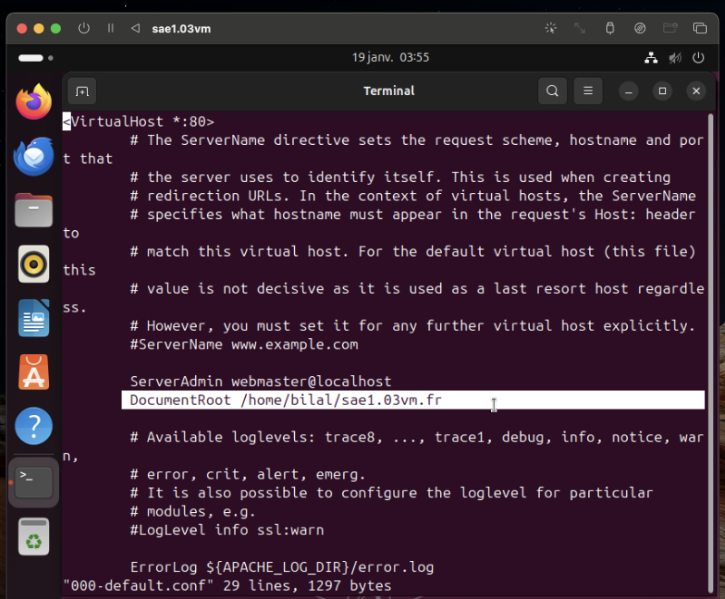 sae1.03vm
19 janv. 03:55
Terminal
<VirtualHost *:80>
# The ServerName directive sets the request scheme, hostname and por
t that
# the server uses to identify itself. This is used when creating
# redirection URLs. In the context of virtual hosts, the ServerName
# specifies what hostname must appear in the request's Host: header
to
# match this virtual host. For the default virtual host (this file)
this
# value is not decisive as it is used as a last resort host regardle
ss.
# However, you must set it for any further virtual host explicitly.
#ServerName www.example.com
ServerAdmin webmaster@localhost
DocumentRoot /home/bilal/sae1.03vm.fr
# Available loglevels: trace8, ..., trace1, debug, info, notice, war
n,
# error, crit, alert, emerg.
# It is also possible to configure the loglevel for particular
# modules, e.g.
#LogLevel info ssl:warn
ErrorLog ${APACHE_LOG_DIR}/error.log
"000-default.conf" 29 lines, 1297 bytes